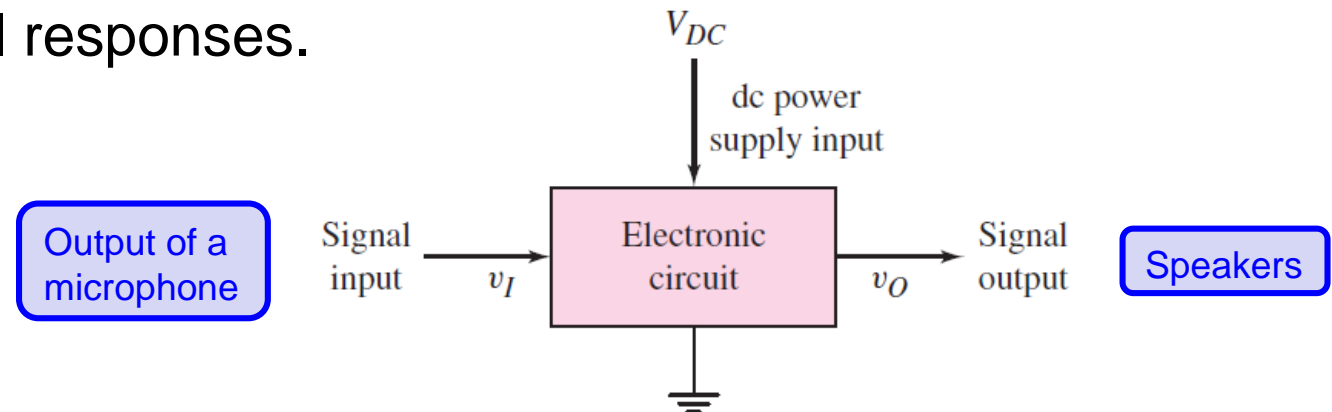 responses.
V_DC
dc power
supply input
Output of a
microphone
Signal
input
v_I
Electronic
circuit
v_O
Signal
output
Speakers